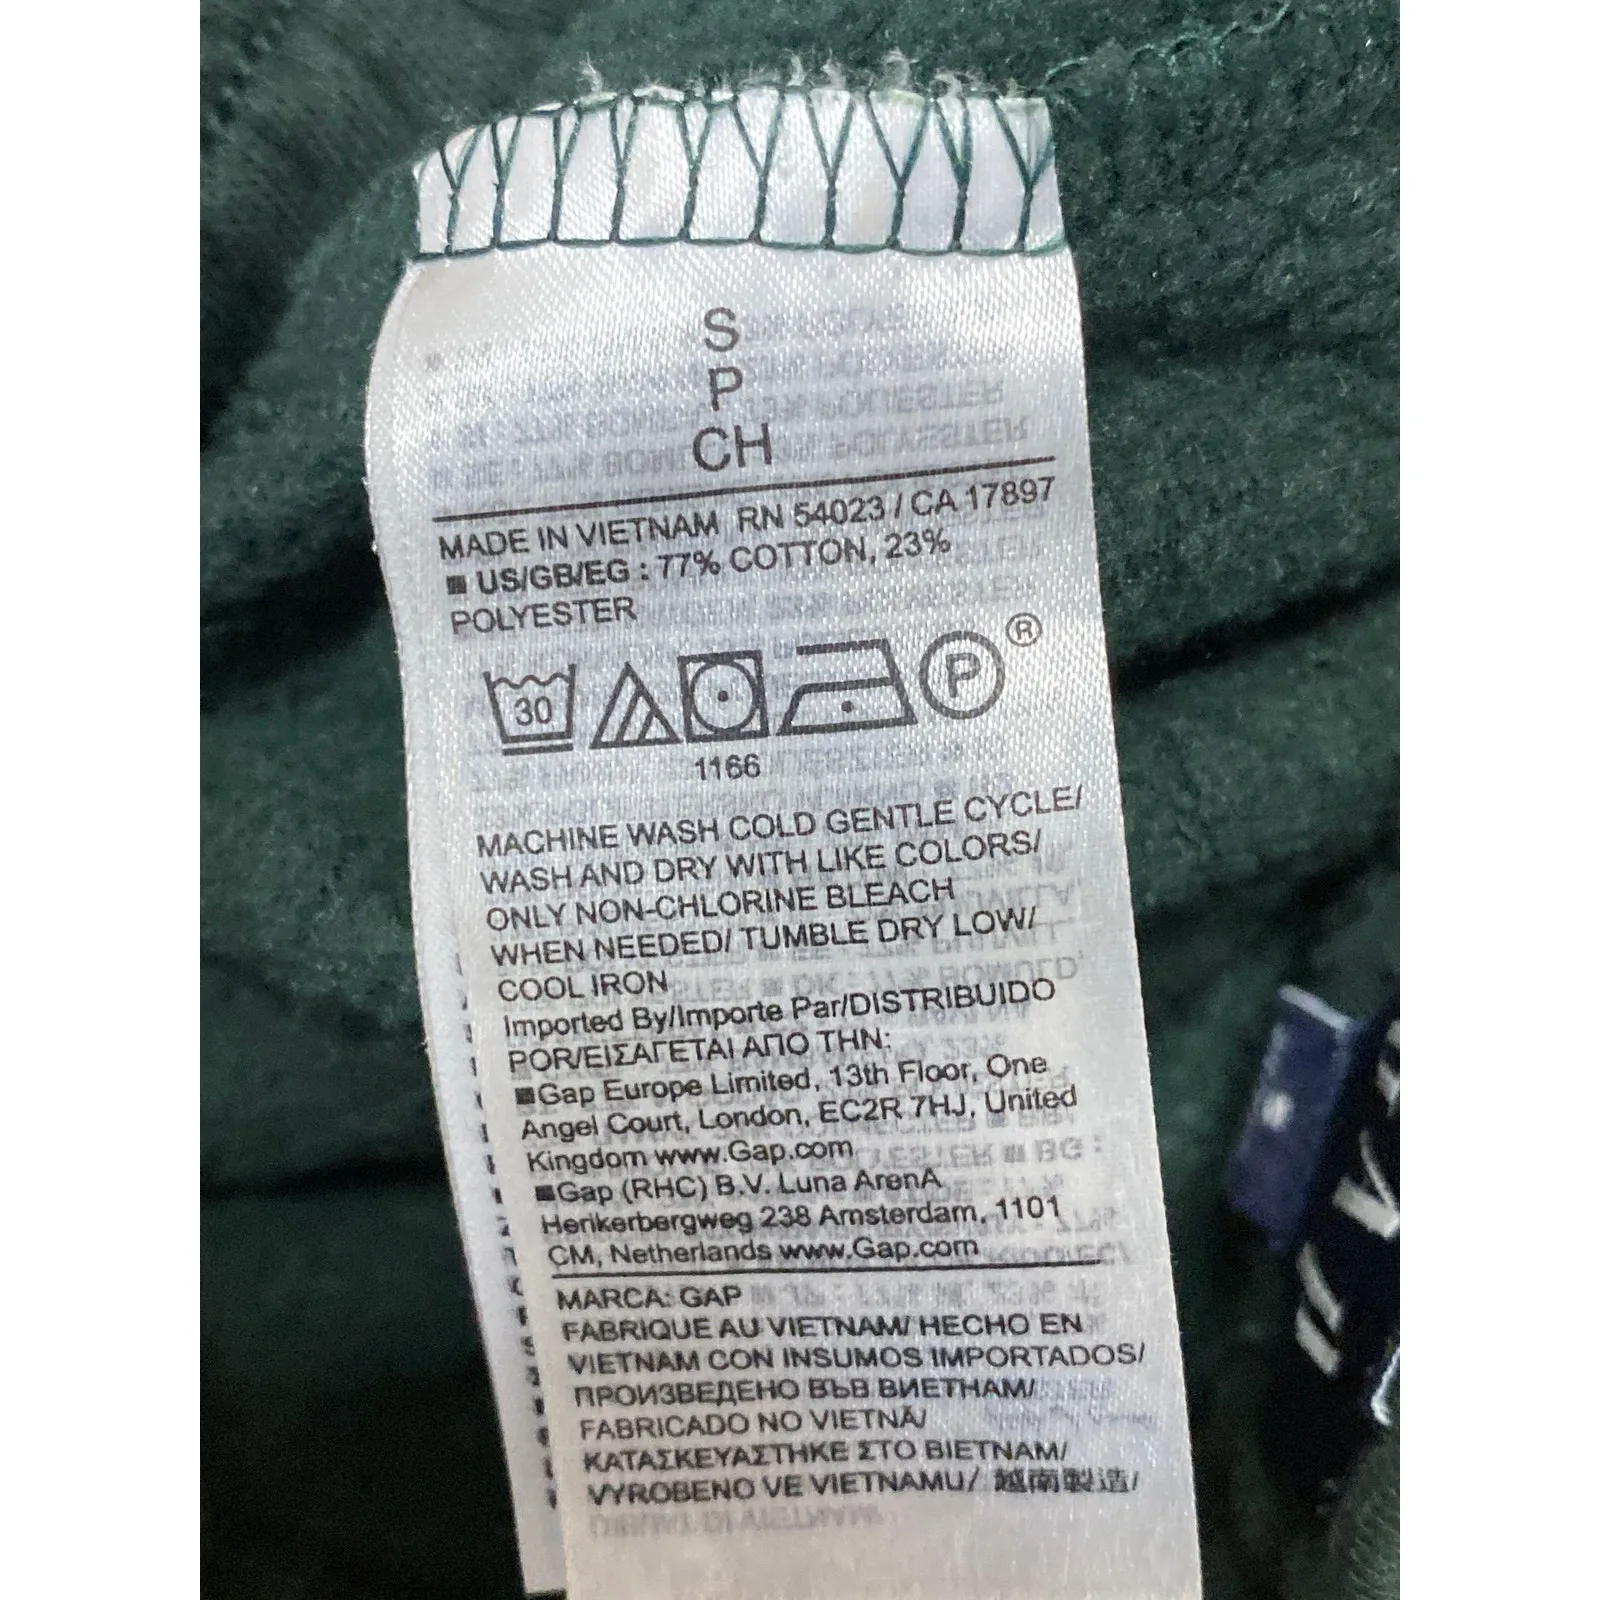 S
P
CH
MADE IN VIETNAM RN 54023 / CA 17897
■ US/GB/EG : 77% COTTON, 23%
POLYESTER
30
P ®
1166
MACHINE WASH COLD GENTLE CYCLE/
WASH AND DRY WITH LIKE COLORS/
ONLY NON-CHLORINE BLEACH
WHEN NEEDED/ TUMBLE DRY LOW/
COOL IRON
Imported By/Importe Par/DISTRIBUIDO
POR/ΕΙΣΑΓΕΤΑΙ ΑΠΟ ΤΗΝ:
■Gap Europe Limited, 13th Floor, One
Angel Court, London, EC2R 7HJ, United
Kingdom www.Gap.com
■Gap (RHC) B.V. Luna ArenA
Herikerbergweg 238 Amsterdam, 1101
CM, Netherlands www.Gap.com
MARCA: GAP
FABRIQUE AU VIETNAM/ HECHO EN
VIETNAM CON INSUMOS IMPORTADOS/
ПРОИЗВЕДЕНО ВЪВ ВИЕТНАМ/
FABRICADO NO VIETNÃ/
ΚΑΤΑΣΚΕΥΑΣΤΗΚΕ ΣΤΟ ΒΙΕΤΝΑΜ/
VYROBENO VE VIETNAMU/ 越南製造/